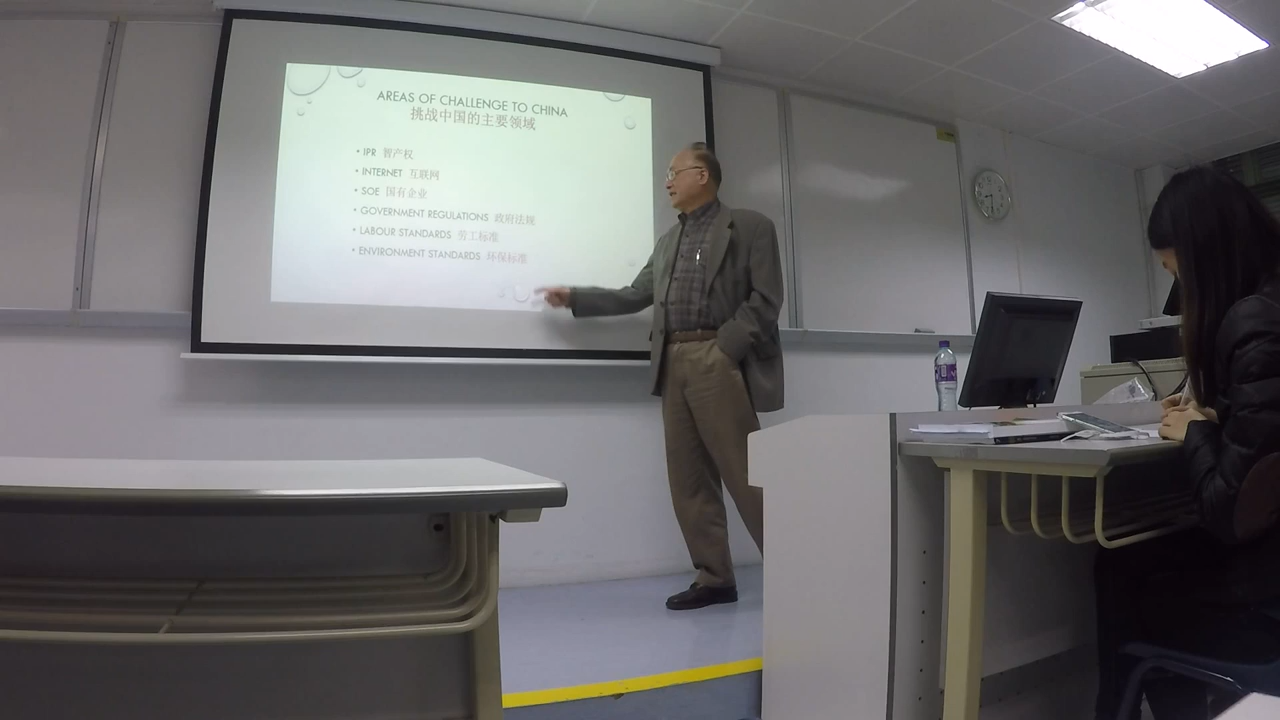 AREAS OF CHALLENGE TO CHINA
挑战中国的主要领域
• IPR 智产权
• INTERNET 互联网
• SOE 国有企业
• GOVERNMENT REGULATIONS 政府法规
• LABOUR STANDARDS 劳工标准
• ENVIRONMENT STANDARDS 环保标准